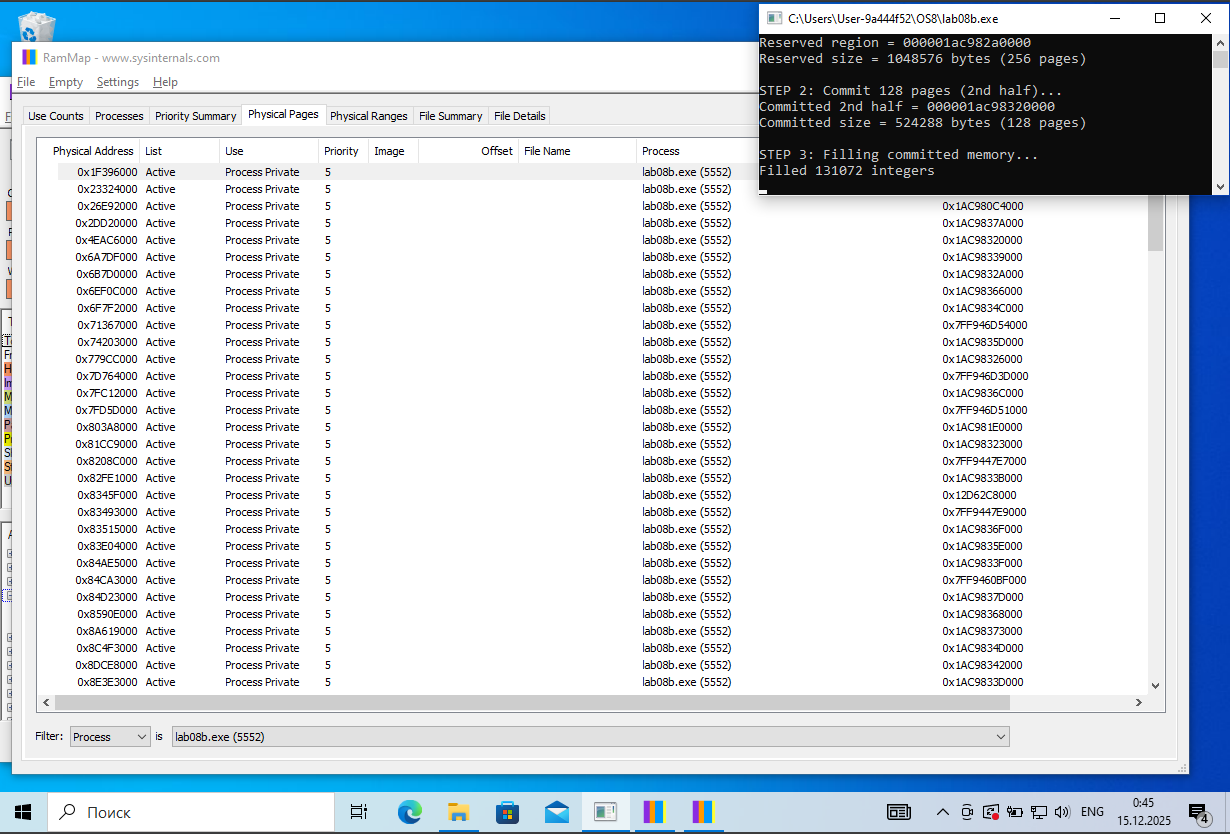 C:\Users\User-9a444f52\OS8\lab08b.exe
Reserved region = 000001ac982a0000
Reserved size = 1048576 bytes (256 pages)
STEP 2: Commit 128 pages (2nd half)...
Committed 2nd half = 000001ac98320000
Committed size = 524288 bytes (128 pages)
STEP 3: Filling committed memory...
Filled 131072 integers
RamMap - www.sysinternals.com
File Empty Settings Help
Use Counts Processes Priority Summary Physical Pages Physical Ranges File Summary File Details
Physical Address List Use Priority Image Offset File Name Process
0x1F396000 Active Process Private 5 lab08b.exe (5552)
0x23324000 Active Process Private 5 lab08b.exe (5552)
0x26E92000 Active Process Private 5 lab08b.exe (5552) 0x1AC980C4000
0x2DD20000 Active Process Private 5 lab08b.exe (5552) 0x1AC9837A000
0x4EAC6000 Active Process Private 5 lab08b.exe (5552) 0x1AC98320000
0x6A7DF000 Active Process Private 5 lab08b.exe (5552) 0x1AC98339000
0x6B7D0000 Active Process Private 5 lab08b.exe (5552) 0x1AC9832A000
0x6EF0C000 Active Process Private 5 lab08b.exe (5552) 0x1AC98366000
0x6F7F2000 Active Process Private 5 lab08b.exe (5552) 0x1AC9834C000
0x71367000 Active Process Private 5 lab08b.exe (5552) 0x7FF946D54000
0x74203000 Active Process Private 5 lab08b.exe (5552) 0x1AC9835D000
0x779CC000 Active Process Private 5 lab08b.exe (5552) 0x1AC98326000
0x7D764000 Active Process Private 5 lab08b.exe (5552) 0x7FF946D3D000
0x7FC12000 Active Process Private 5 lab08b.exe (5552) 0x1AC9836C000
0x7FD5D000 Active Process Private 5 lab08b.exe (5552) 0x7FF946D51000
0x803A8000 Active Process Private 5 lab08b.exe (5552) 0x1AC981E0000
0x81CC9000 Active Process Private 5 lab08b.exe (5552) 0x1AC98323000
0x8208C000 Active Process Private 5 lab08b.exe (5552) 0x7FF9447E7000
0x82FE1000 Active Process Private 5 lab08b.exe (5552) 0x1AC9833B000
0x8345F000 Active Process Private 5 lab08b.exe (5552) 0x12D62C8000
0x83493000 Active Process Private 5 lab08b.exe (5552) 0x7FF9447E9000
0x83515000 Active Process Private 5 lab08b.exe (5552) 0x1AC9836F000
0x83E04000 Active Process Private 5 lab08b.exe (5552) 0x1AC9835E000
0x84AE5000 Active Process Private 5 lab08b.exe (5552) 0x1AC9833F000
0x84CA3000 Active Process Private 5 lab08b.exe (5552) 0x7FF9460BF000
0x84D23000 Active Process Private 5 lab08b.exe (5552) 0x1AC9837D000
0x8590E000 Active Process Private 5 lab08b.exe (5552) 0x1AC98368000
0x8A619000 Active Process Private 5 lab08b.exe (5552) 0x1AC98373000
0x8C4F3000 Active Process Private 5 lab08b.exe (5552) 0x1AC9834D000
0x8DCE8000 Active Process Private 5 lab08b.exe (5552) 0x1AC98342000
0x8E3E3000 Active Process Private 5 lab08b.exe (5552) 0x1AC9833D000
Filter: Process is lab08b.exe (5552)
Поиск
ENG
0:45
15.12.2025
4